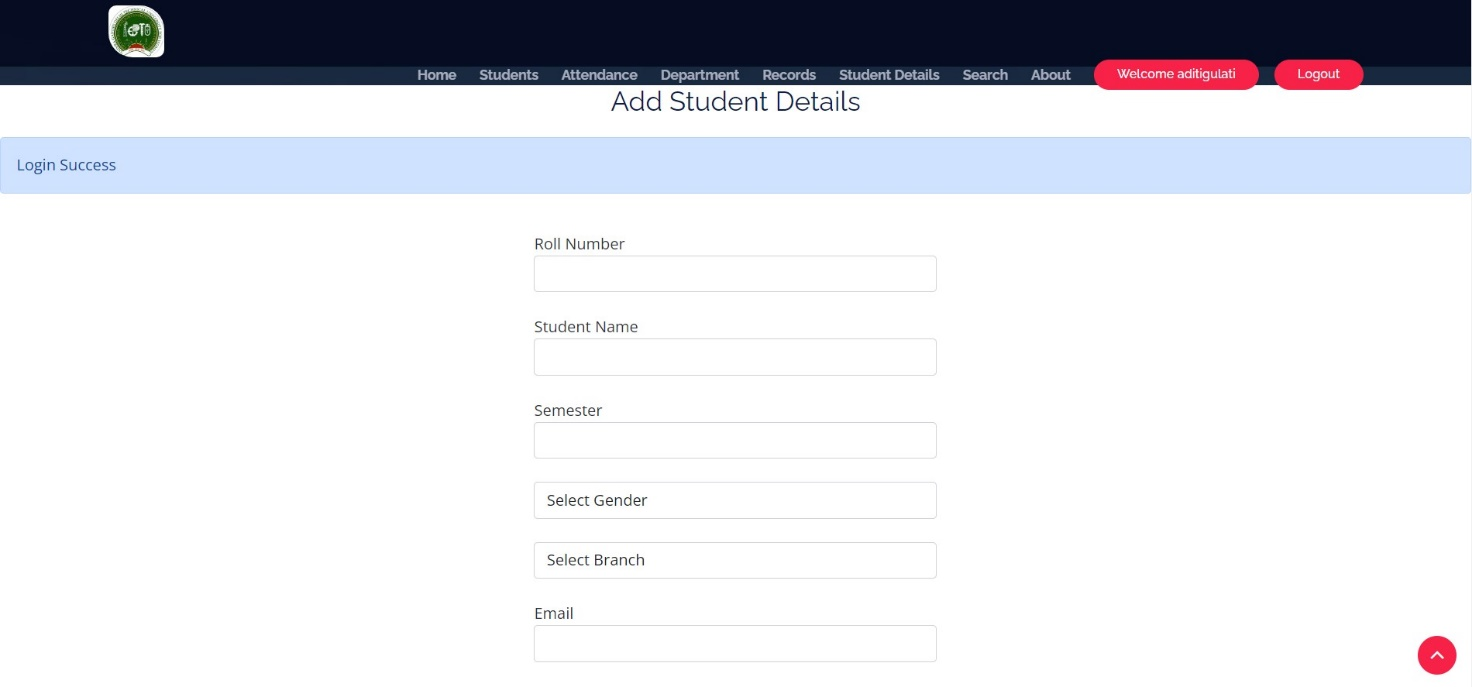 Home Students Attendance Department Records Student Details Search About Welcome aditigulati Logout
Add Student Details
Login Success
Roll Number
Student Name
Semester
Select Gender
Select Branch
Email